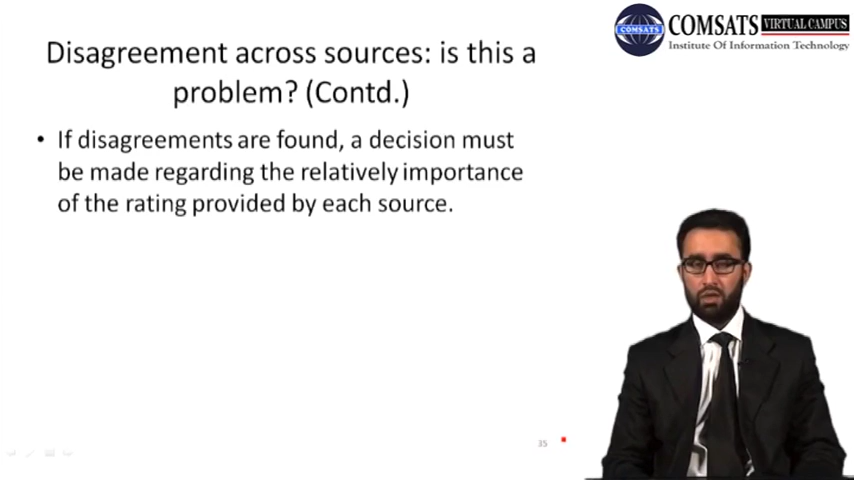 COMSATS VIRTUAL CAMPUS
COMSATS
Institute Of Information Technology
Disagreement across sources: is this a
problem? (Contd.)
• If disagreements are found, a decision must
be made regarding the relatively importance
of the rating provided by each source.
35